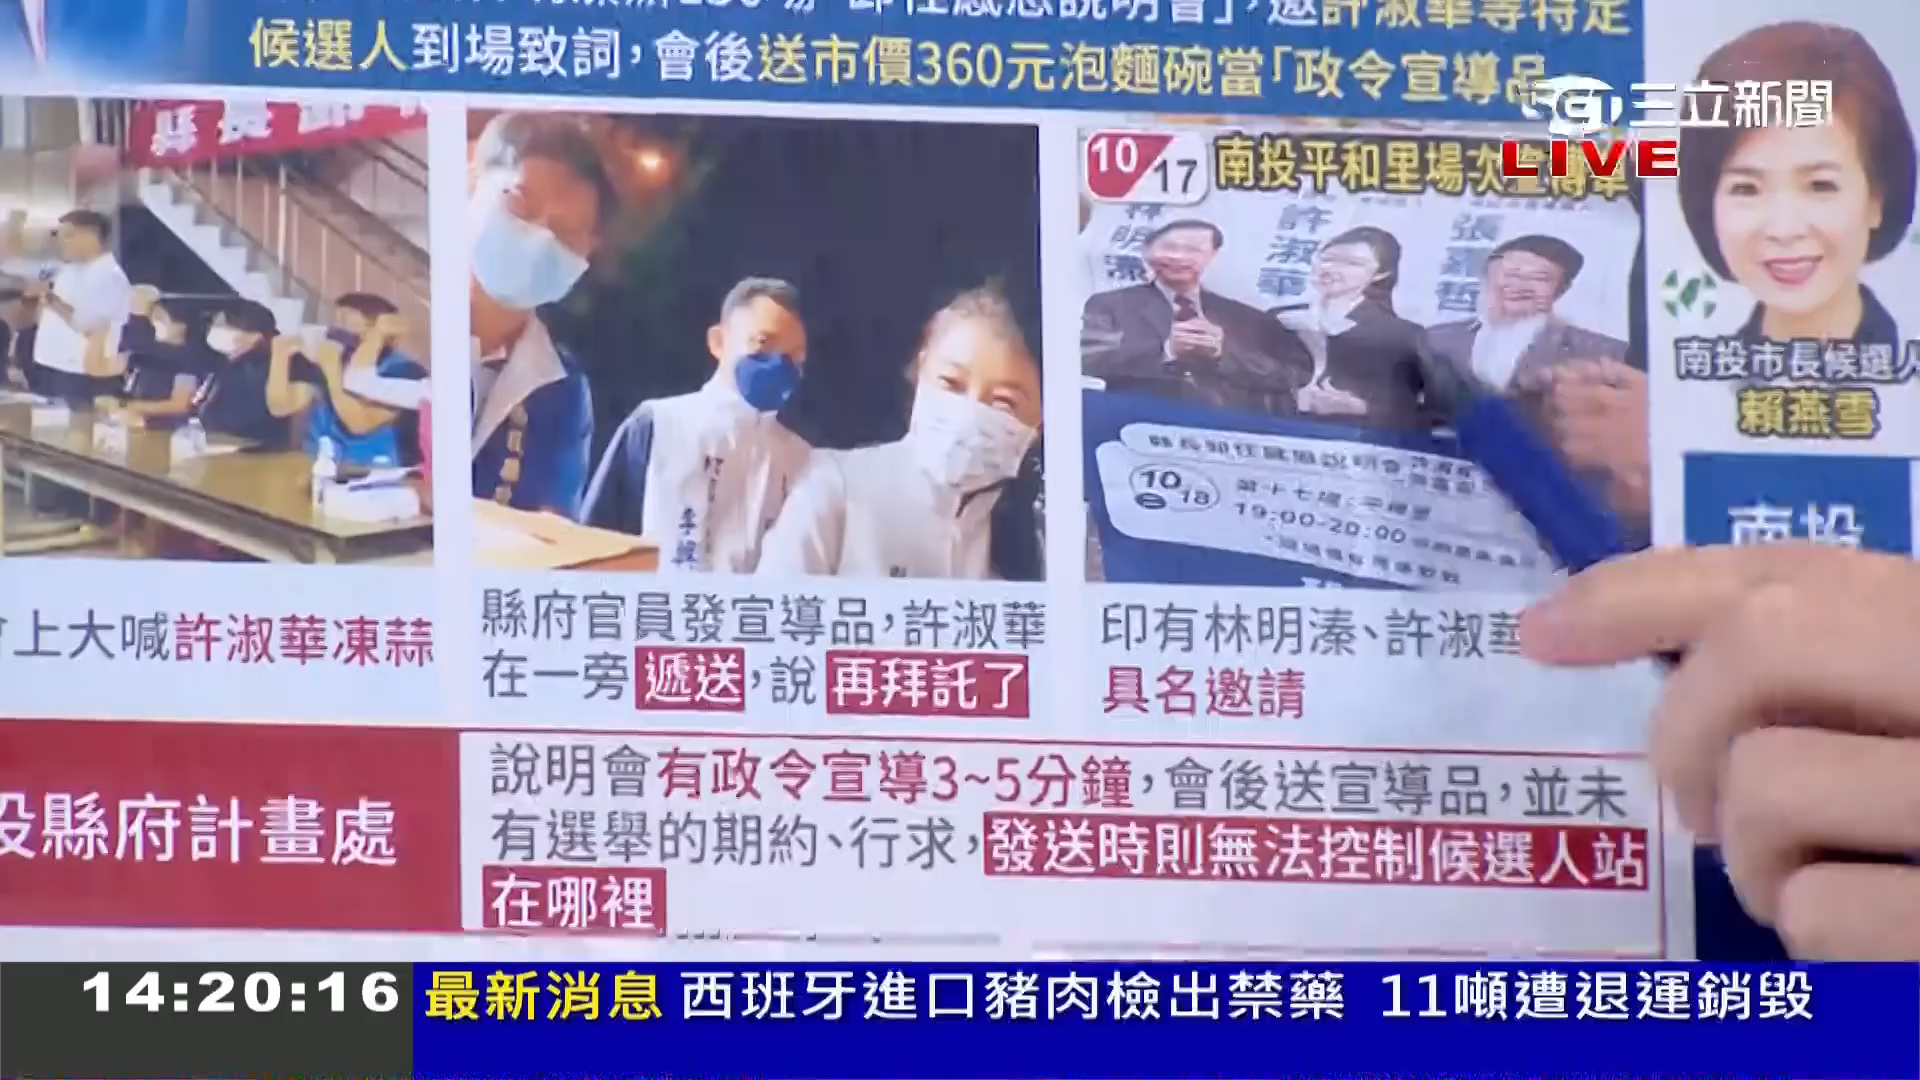 候選人到場致詞，會後送市價360元泡麵碗當「政令宣導品
三立新聞
LIVE
10/17 南投平和里場次宣傳單
林明溱
許淑華
張嘉哲
南投市長候選人
賴燕雪
10/18
19:00-20:00
南投
上大喊許淑華凍蒜
縣府官員發宣導品，許淑華
在一旁遞送，說再拜託了
印有林明溱、許淑華
具名邀請
投縣府計畫處
說明會有政令宣導3~5分鐘，會後送宣導品，並未
有選舉的期約、行求，發送時則無法控制候選人站
在哪裡
14:20:16 最新消息 西班牙進口豬肉檢出禁藥 11噸遭退運銷毀